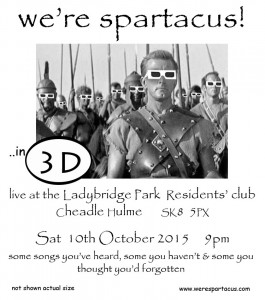 we're spartacus!
..in
3D
live at the Ladybridge Park Residents' club
Cheadle Hulme SK8 5PX
Sat 10th October 2015 9pm
some songs you've heard, some you haven't & some you
thought you'd forgotten
not shown actual size www.werespartacus.com